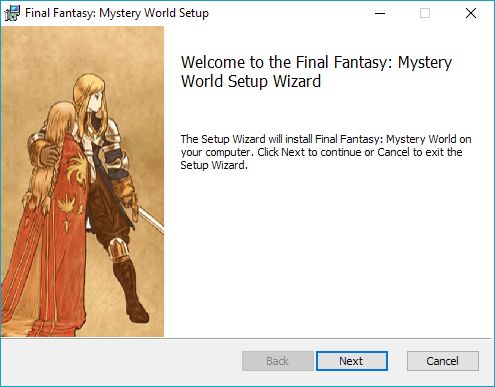 Final Fantasy: Mystery World Setup
Welcome to the Final Fantasy: Mystery
World Setup Wizard
The Setup Wizard will install Final Fantasy: Mystery World on
your computer. Click Next to continue or Cancel to exit the
Setup Wizard.
Back
Next
Cancel